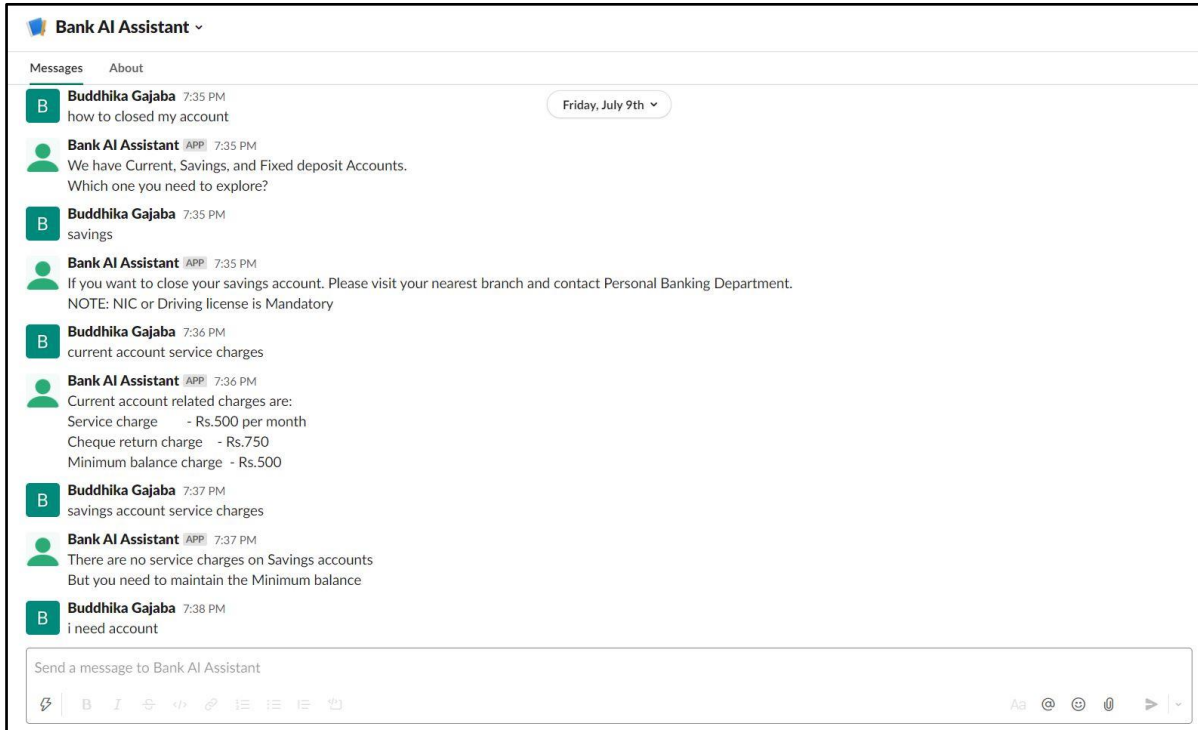 Bank AI Assistant
Messages About
Buddhika Gajaba 7:35 PM
Friday, July 9th
how to closed my account
Bank AI Assistant APP 7:35 PM
We have Current, Savings, and Fixed deposit Accounts.
Which one you need to explore?
B Buddhika Gajaba 7:35 PM
savings
Bank AI Assistant APP 7:35 PM
If you want to close your savings account. Please visit your nearest branch and contact Personal Banking Department.
NOTE: NIC or Driving license is Mandatory
B Buddhika Gajaba 7:36 PM
current account service charges
Bank AI Assistant APP 7:36 PM
Current account related charges are:
Service charge - Rs.500 per month
Cheque return charge - Rs.750
Minimum balance charge - Rs.500
B Buddhika Gajaba 7:37 PM
savings account service charges
Bank AI Assistant APP 7:37 PM
There are no service charges on Savings accounts
But you need to maintain the Minimum balance
B Buddhika Gajaba 7:38 PM
i need account
Send a message to Bank AI Assistant
B I S </> Aa @